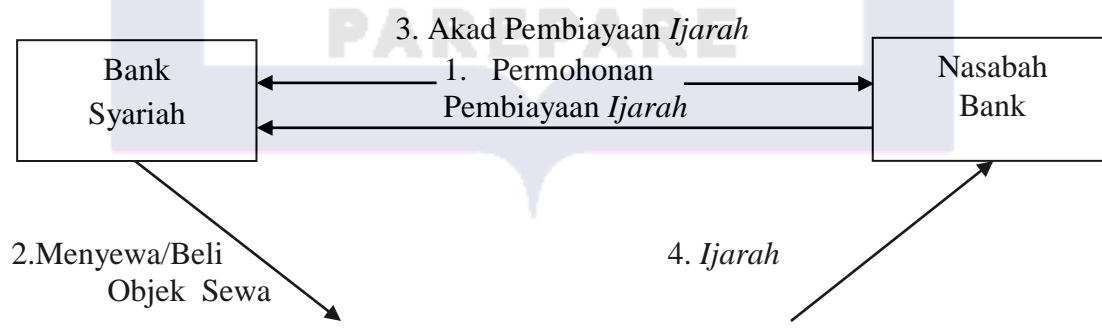 PAREPARE
3. Akad Pembiayaan Ijarah
Bank
Syariah
1. Permohonan
Pembiayaan Ijarah
Nasabah
Bank
2.Menyewa/Beli
Objek Sewa
4. Ijarah